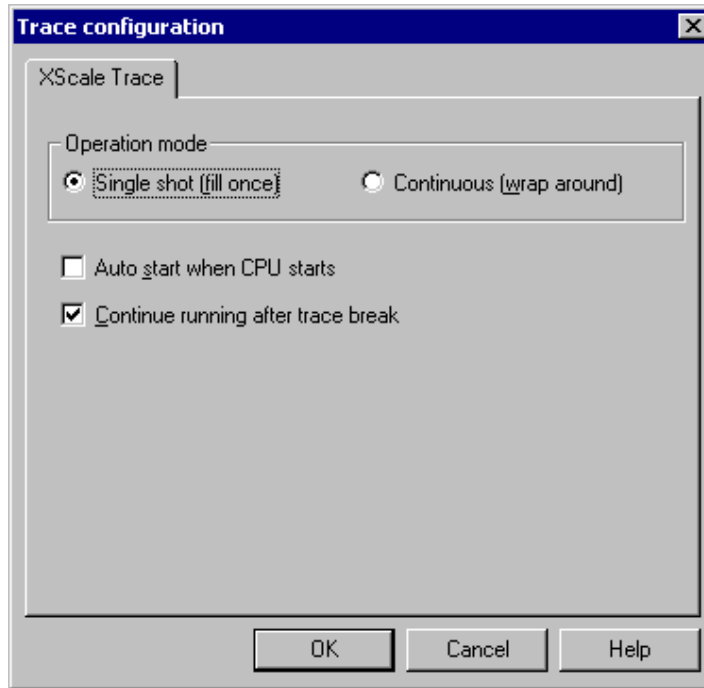 Trace configuration
XScale Trace
Operation mode
Single shot (fill once) Continuous (wrap around)
Auto start when CPU starts
Continue running after trace break
OK Cancel Help